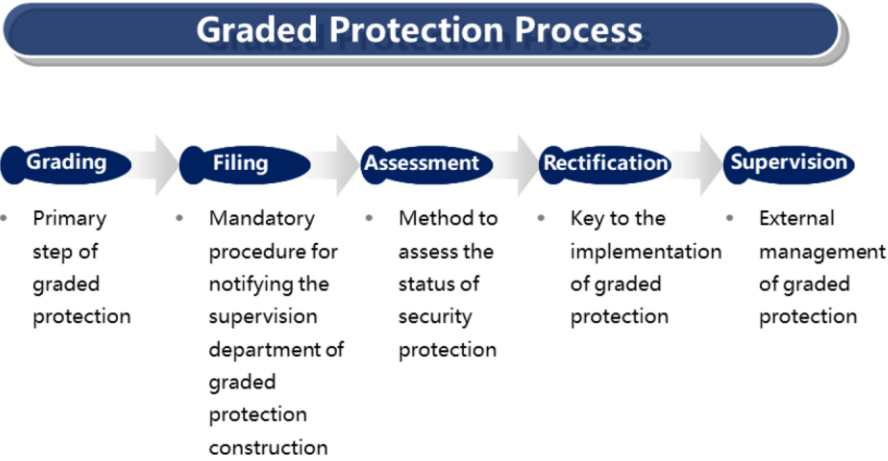 Graded Protection Process
Grading
Filing
Assessment
Rectification
Supervision
• Primary
step of
graded
protection
• Mandatory
procedure for
notifying the
supervision
department of
graded
protection
construction
• Method to
assess the
status of
security
protection
• Key to the
implementation
of graded
protection
• External
management
of graded
protection